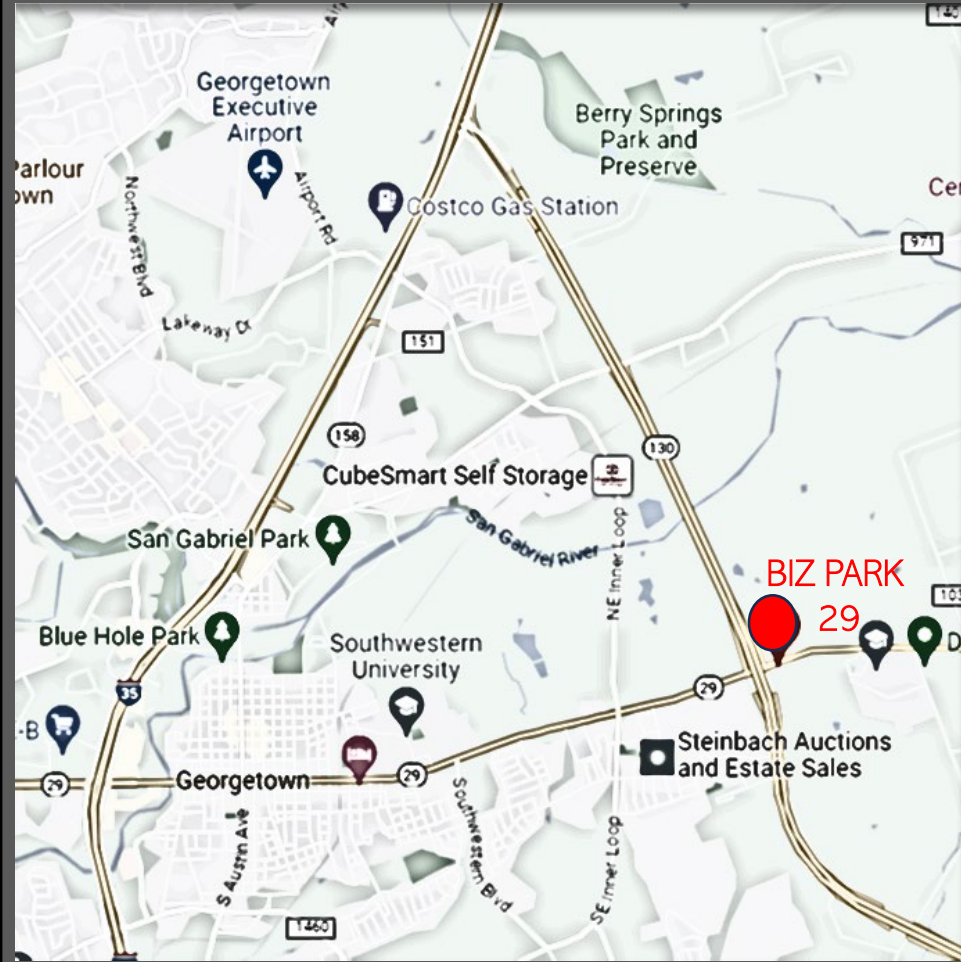 140
Georgetown
Executive
Airport
Berry Springs
Park and
Preserve
Parlour
own
Cer
Northwest Blvd
Airport Rd
Costco Gas Station
971
Lakeway Dr
151
158
130
CubeSmart Self Storage
San Gabriel River
San Gabriel Park
NE Inner Loop
BIZ PARK
29
103
Blue Hole Park
Southwestern
University
D
35
29
-B
Steinbach Auctions
and Estate Sales
29
Georgetown
29
Southwestern Blvd
S Austin Ave
SE Inner Loop
1460